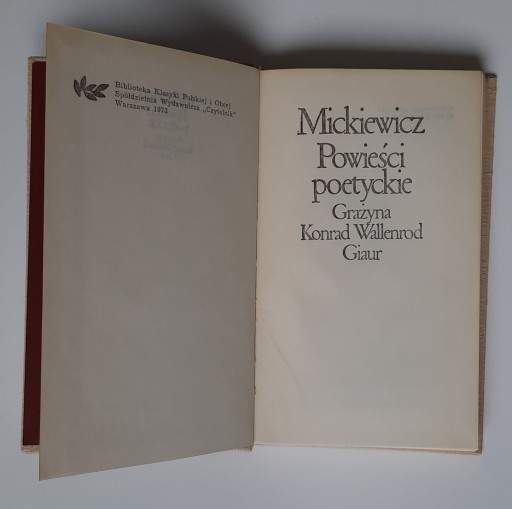 Biblioteka Klasyki Polskiej i Obcej
Spółdzielnia Wydawnicza „Czytelnik”
Warszawa 1973
Mickiewicz
Powieści
poetyckie
Grażyna
Konrad Wallenrod
Giaur